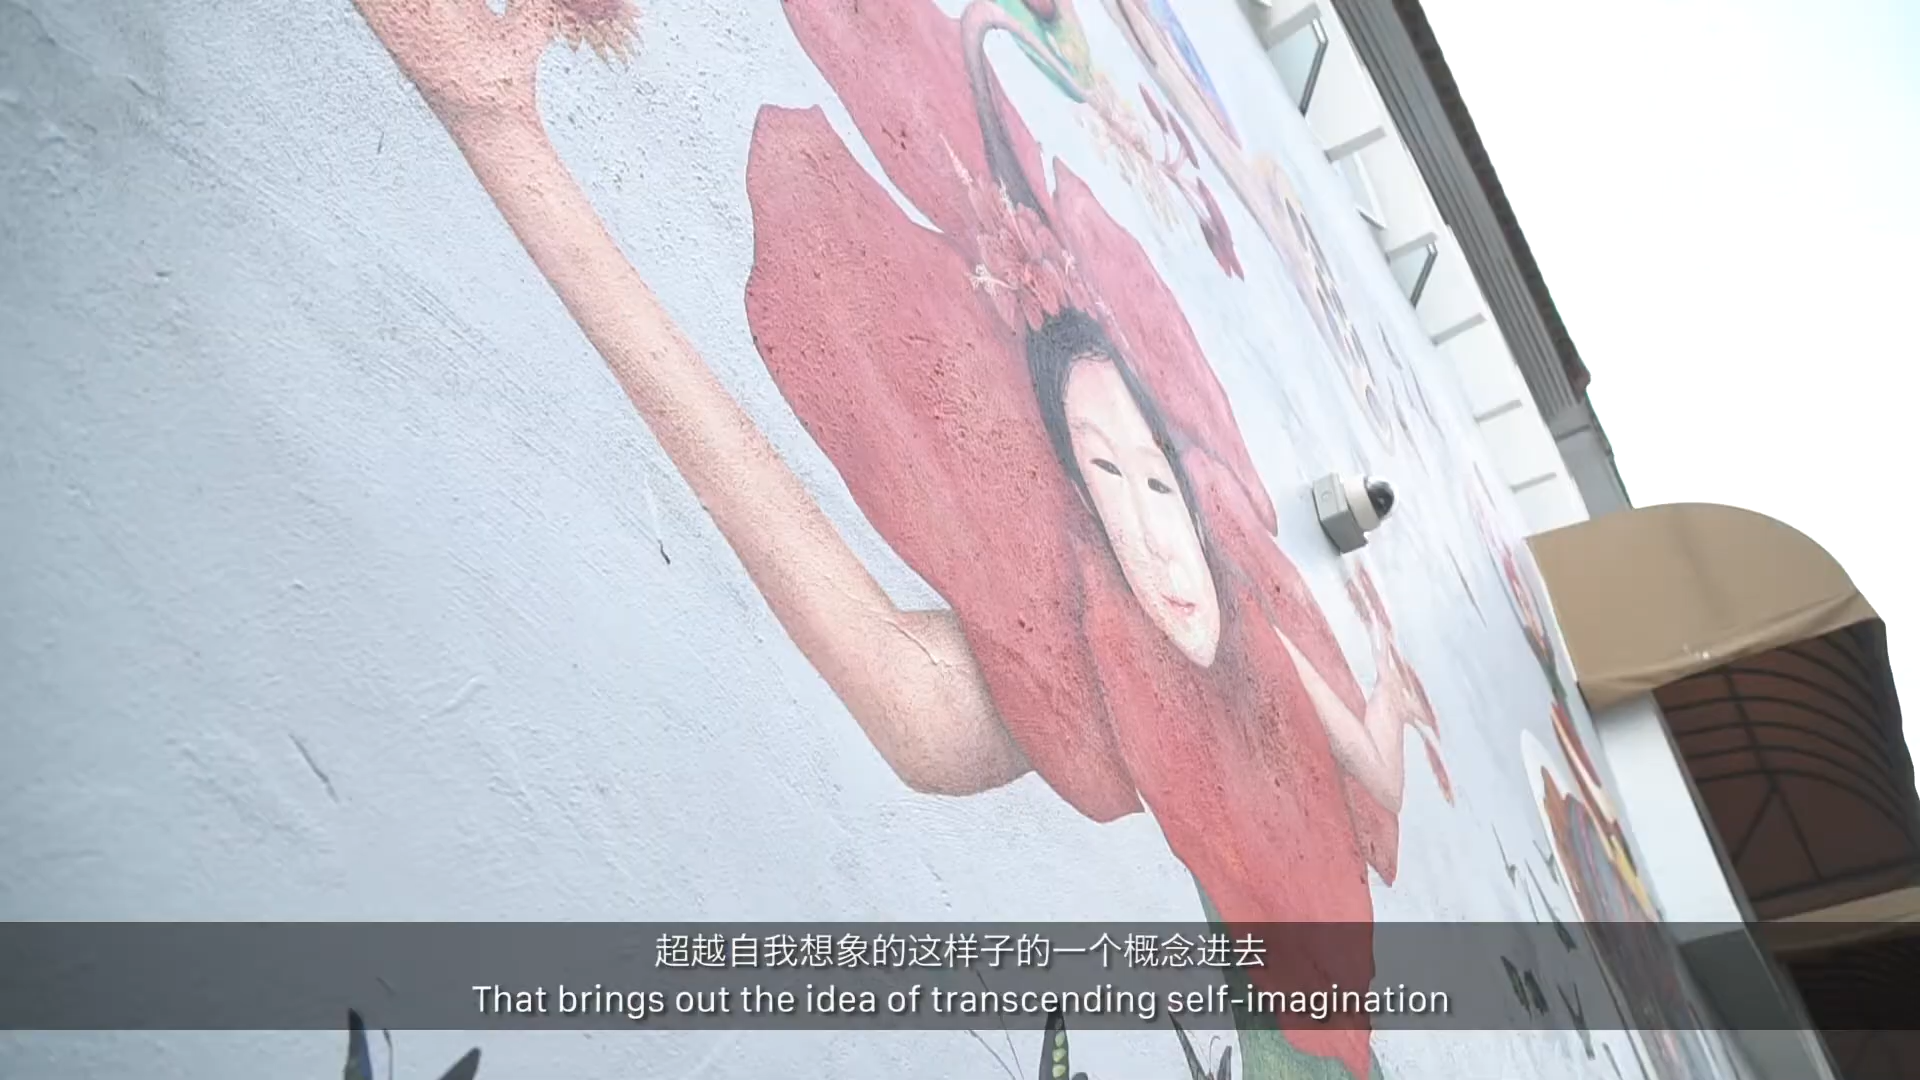 超越自我想象的这样子的一个概念进去
That brings out the idea of transcending self-imagination